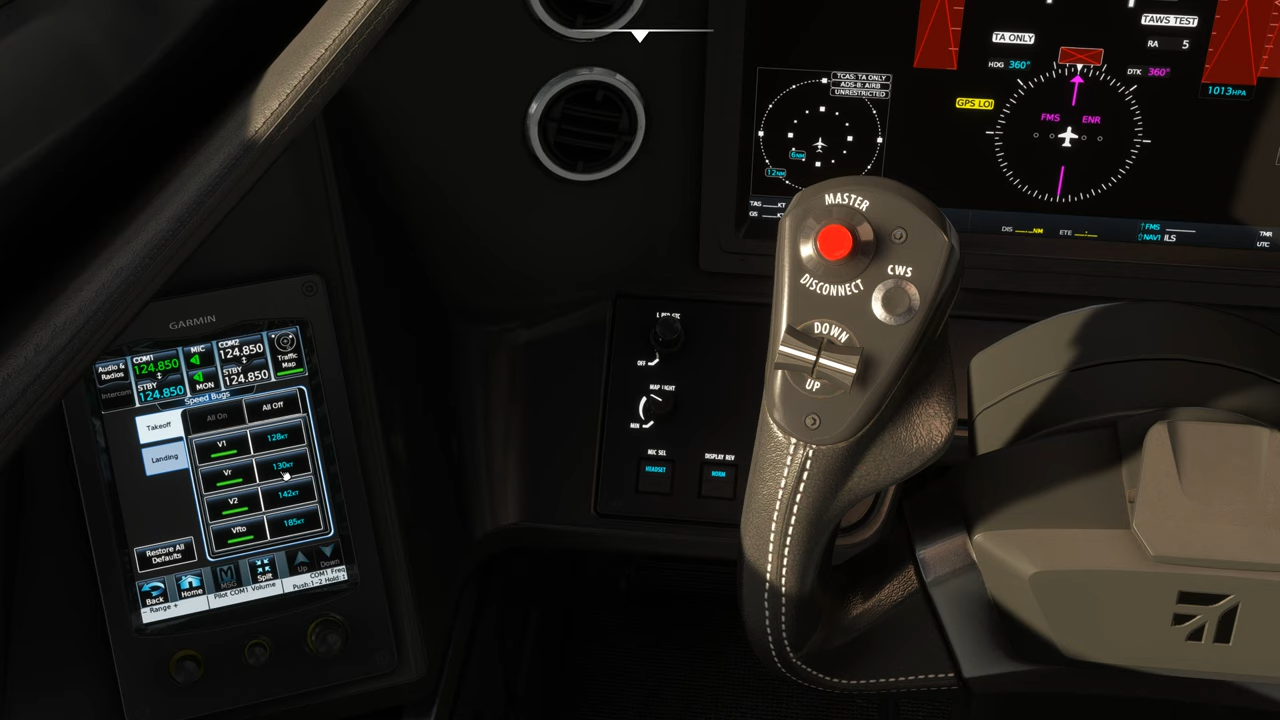 TAWS TEST
TA ONLY
RA 5
HDG 360°
DTK 360°
1013HPA
TCAS: TA ONLY
ADS-B: AIRB
UNRESTRICTED
GPS LOI
FMS ENR
6NM
12NM
TAS ___KT
GS
DIS __._NM
ETE __:__
↑FMS
⇧NAV1 ILS
TMR
UTC
MASTER
DISCONNECT
CWS
DOWN
UP
OFF
MIN
MIC SEL
HEADSET
DISPLAY REV
NORM
GARMIN
Audio & Radios
Intercom
COM1
124.850
STBY
124.850
MIC
MON
COM2
124.850
STBY
124.850
Traffic Map
Speed Bugs
Takeoff
Landing
All On
All Off
V1 128KT
Vr 130KT
V2 142KT
Vfto 185KT
Restore All Defaults
Back
Home
MSG
Split
Up
Down
− Range +
Pilot COM1 Volume
COM1 Freq
Push:1–2 Hold:↕